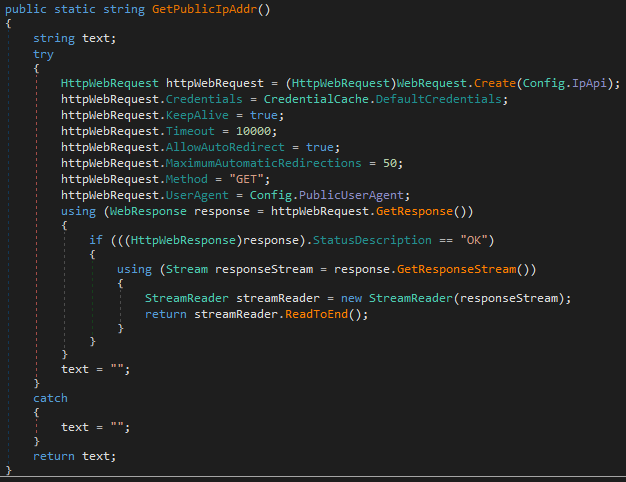 public static string GetPublicIpAddr()
{
    string text;
    try
    {
        HttpWebRequest httpWebRequest = (HttpWebRequest)WebRequest.Create(Config.IpApi);
        httpWebRequest.Credentials = CredentialCache.DefaultCredentials;
        httpWebRequest.KeepAlive = true;
        httpWebRequest.Timeout = 10000;
        httpWebRequest.AllowAutoRedirect = true;
        httpWebRequest.MaximumAutomaticRedirections = 50;
        httpWebRequest.Method = "GET";
        httpWebRequest.UserAgent = Config.PublicUserAgent;
        using (WebResponse response = httpWebRequest.GetResponse())
        {
            if (((HttpWebResponse)response).StatusDescription == "OK")
            {
                using (Stream responseStream = response.GetResponseStream())
                {
                    StreamReader streamReader = new StreamReader(responseStream);
                    return streamReader.ReadToEnd();
                }
            }
        }
        text = "";
    }
    catch
    {
        text = "";
    }
    return text;
}